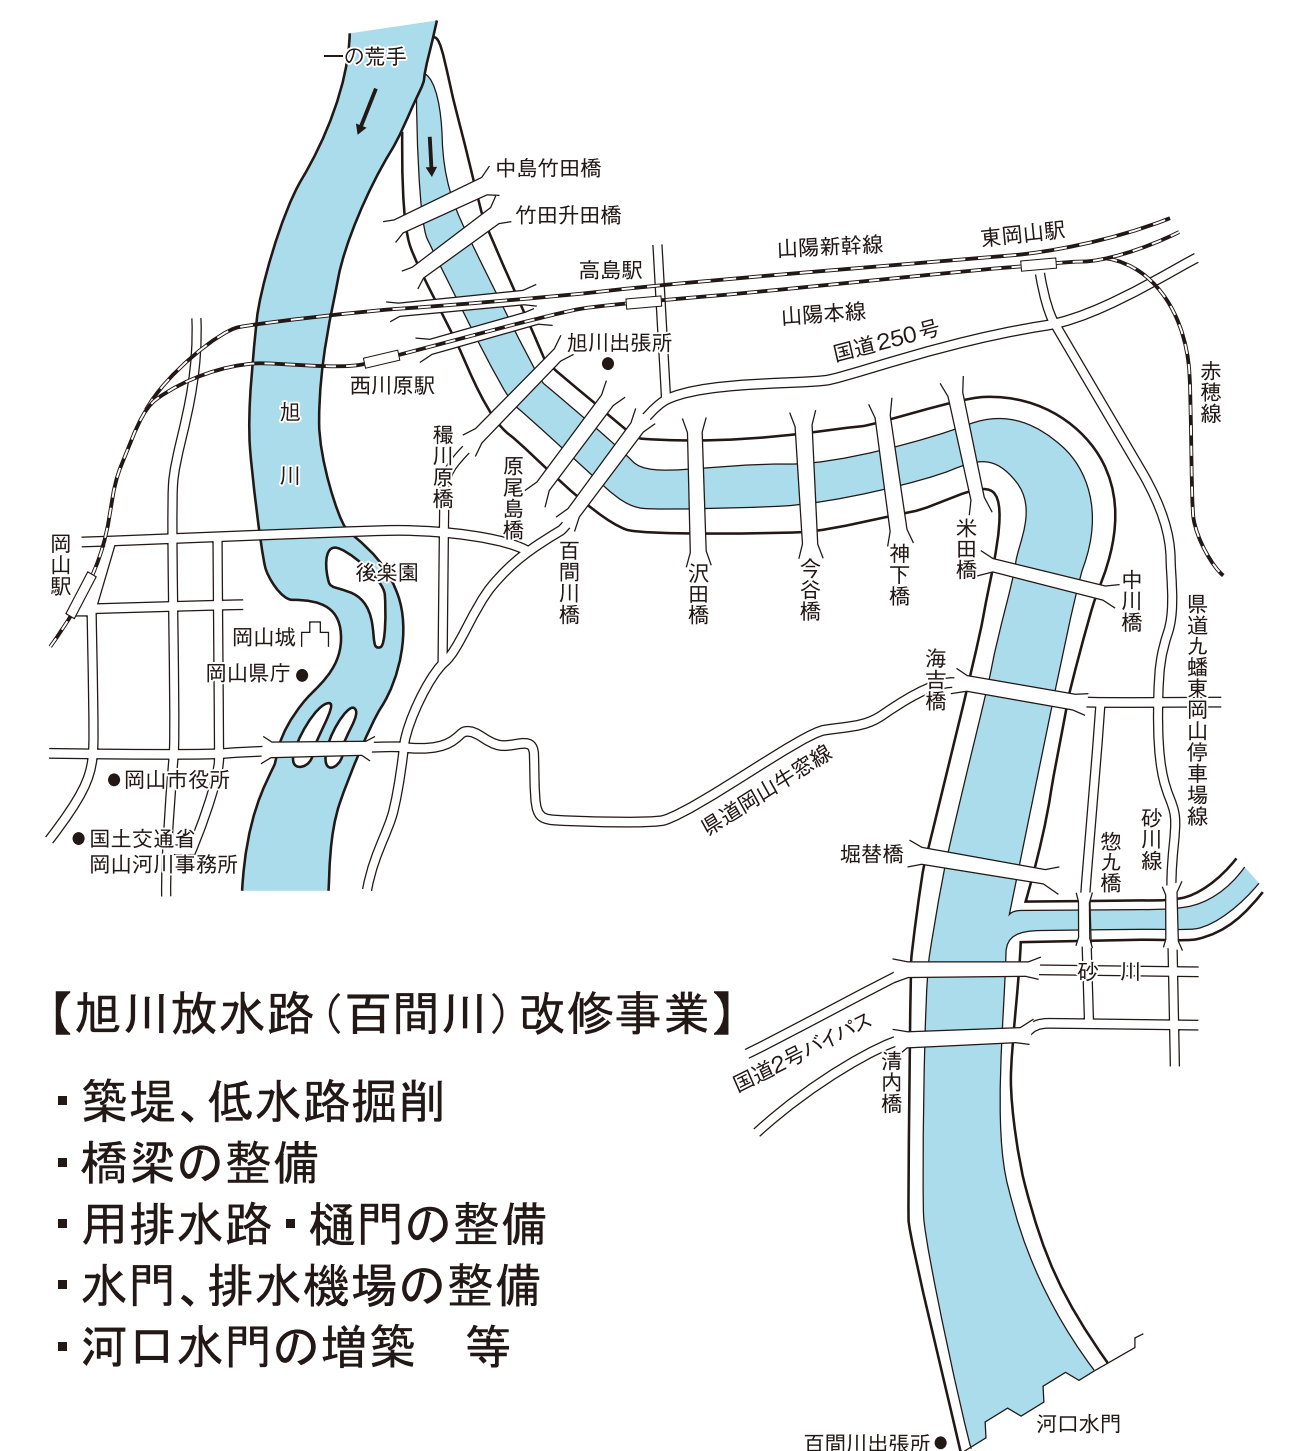 一の荒手
中島竹田橋
竹田升田橋
山陽新幹線
東岡山駅
高島駅
山陽本線
国道250号
旭川出張所
西川原駅
赤穂線
旭川
穝川原橋
原尾島橋
百間川橋
沢田橋
今谷橋
神下橋
米田橋
中川橋
岡山駅
後楽園
岡山城
岡山県庁
海吉橋
県道九蟠東岡山停車場線
岡山市役所
国土交通省
岡山河川事務所
県道岡山牛窓線
堀替橋
惣九橋
砂川線
砂川
国道2号バイパス
清内橋
【旭川放水路（百間川）改修事業】
・築堤、低水路掘削
・橋梁の整備
・用排水路・樋門の整備
・水門、排水機場の整備
・河口水門の増築　等
河口水門
百間川出張所